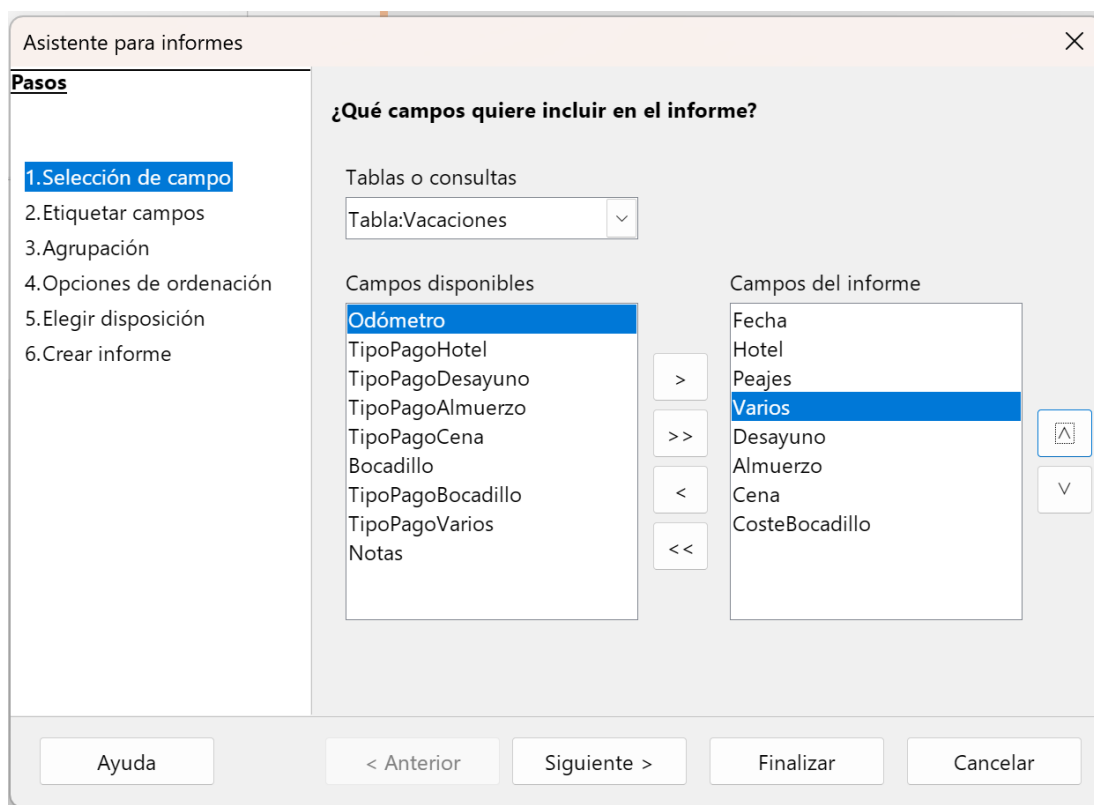 Asistente para informes
Pasos
1.Selección de campo
2.Etiquetar campos
3.Agrupación
4.Opciones de ordenación
5.Elegir disposición
6.Crear informe
¿Qué campos quiere incluir en el informe?
Tablas o consultas
Tabla:Vacaciones
Campos disponibles
Odómetro
TipoPagoHotel
TipoPagoDesayuno
TipoPagoAlmuerzo
TipoPagoCena
Bocadillo
TipoPagoBocadillo
TipoPagoVarios
Notas
>
>>
<
<<
Campos del informe
Fecha
Hotel
Peajes
Varios
Desayuno
Almuerzo
Cena
CosteBocadillo
Ayuda
< Anterior
Siguiente >
Finalizar
Cancelar